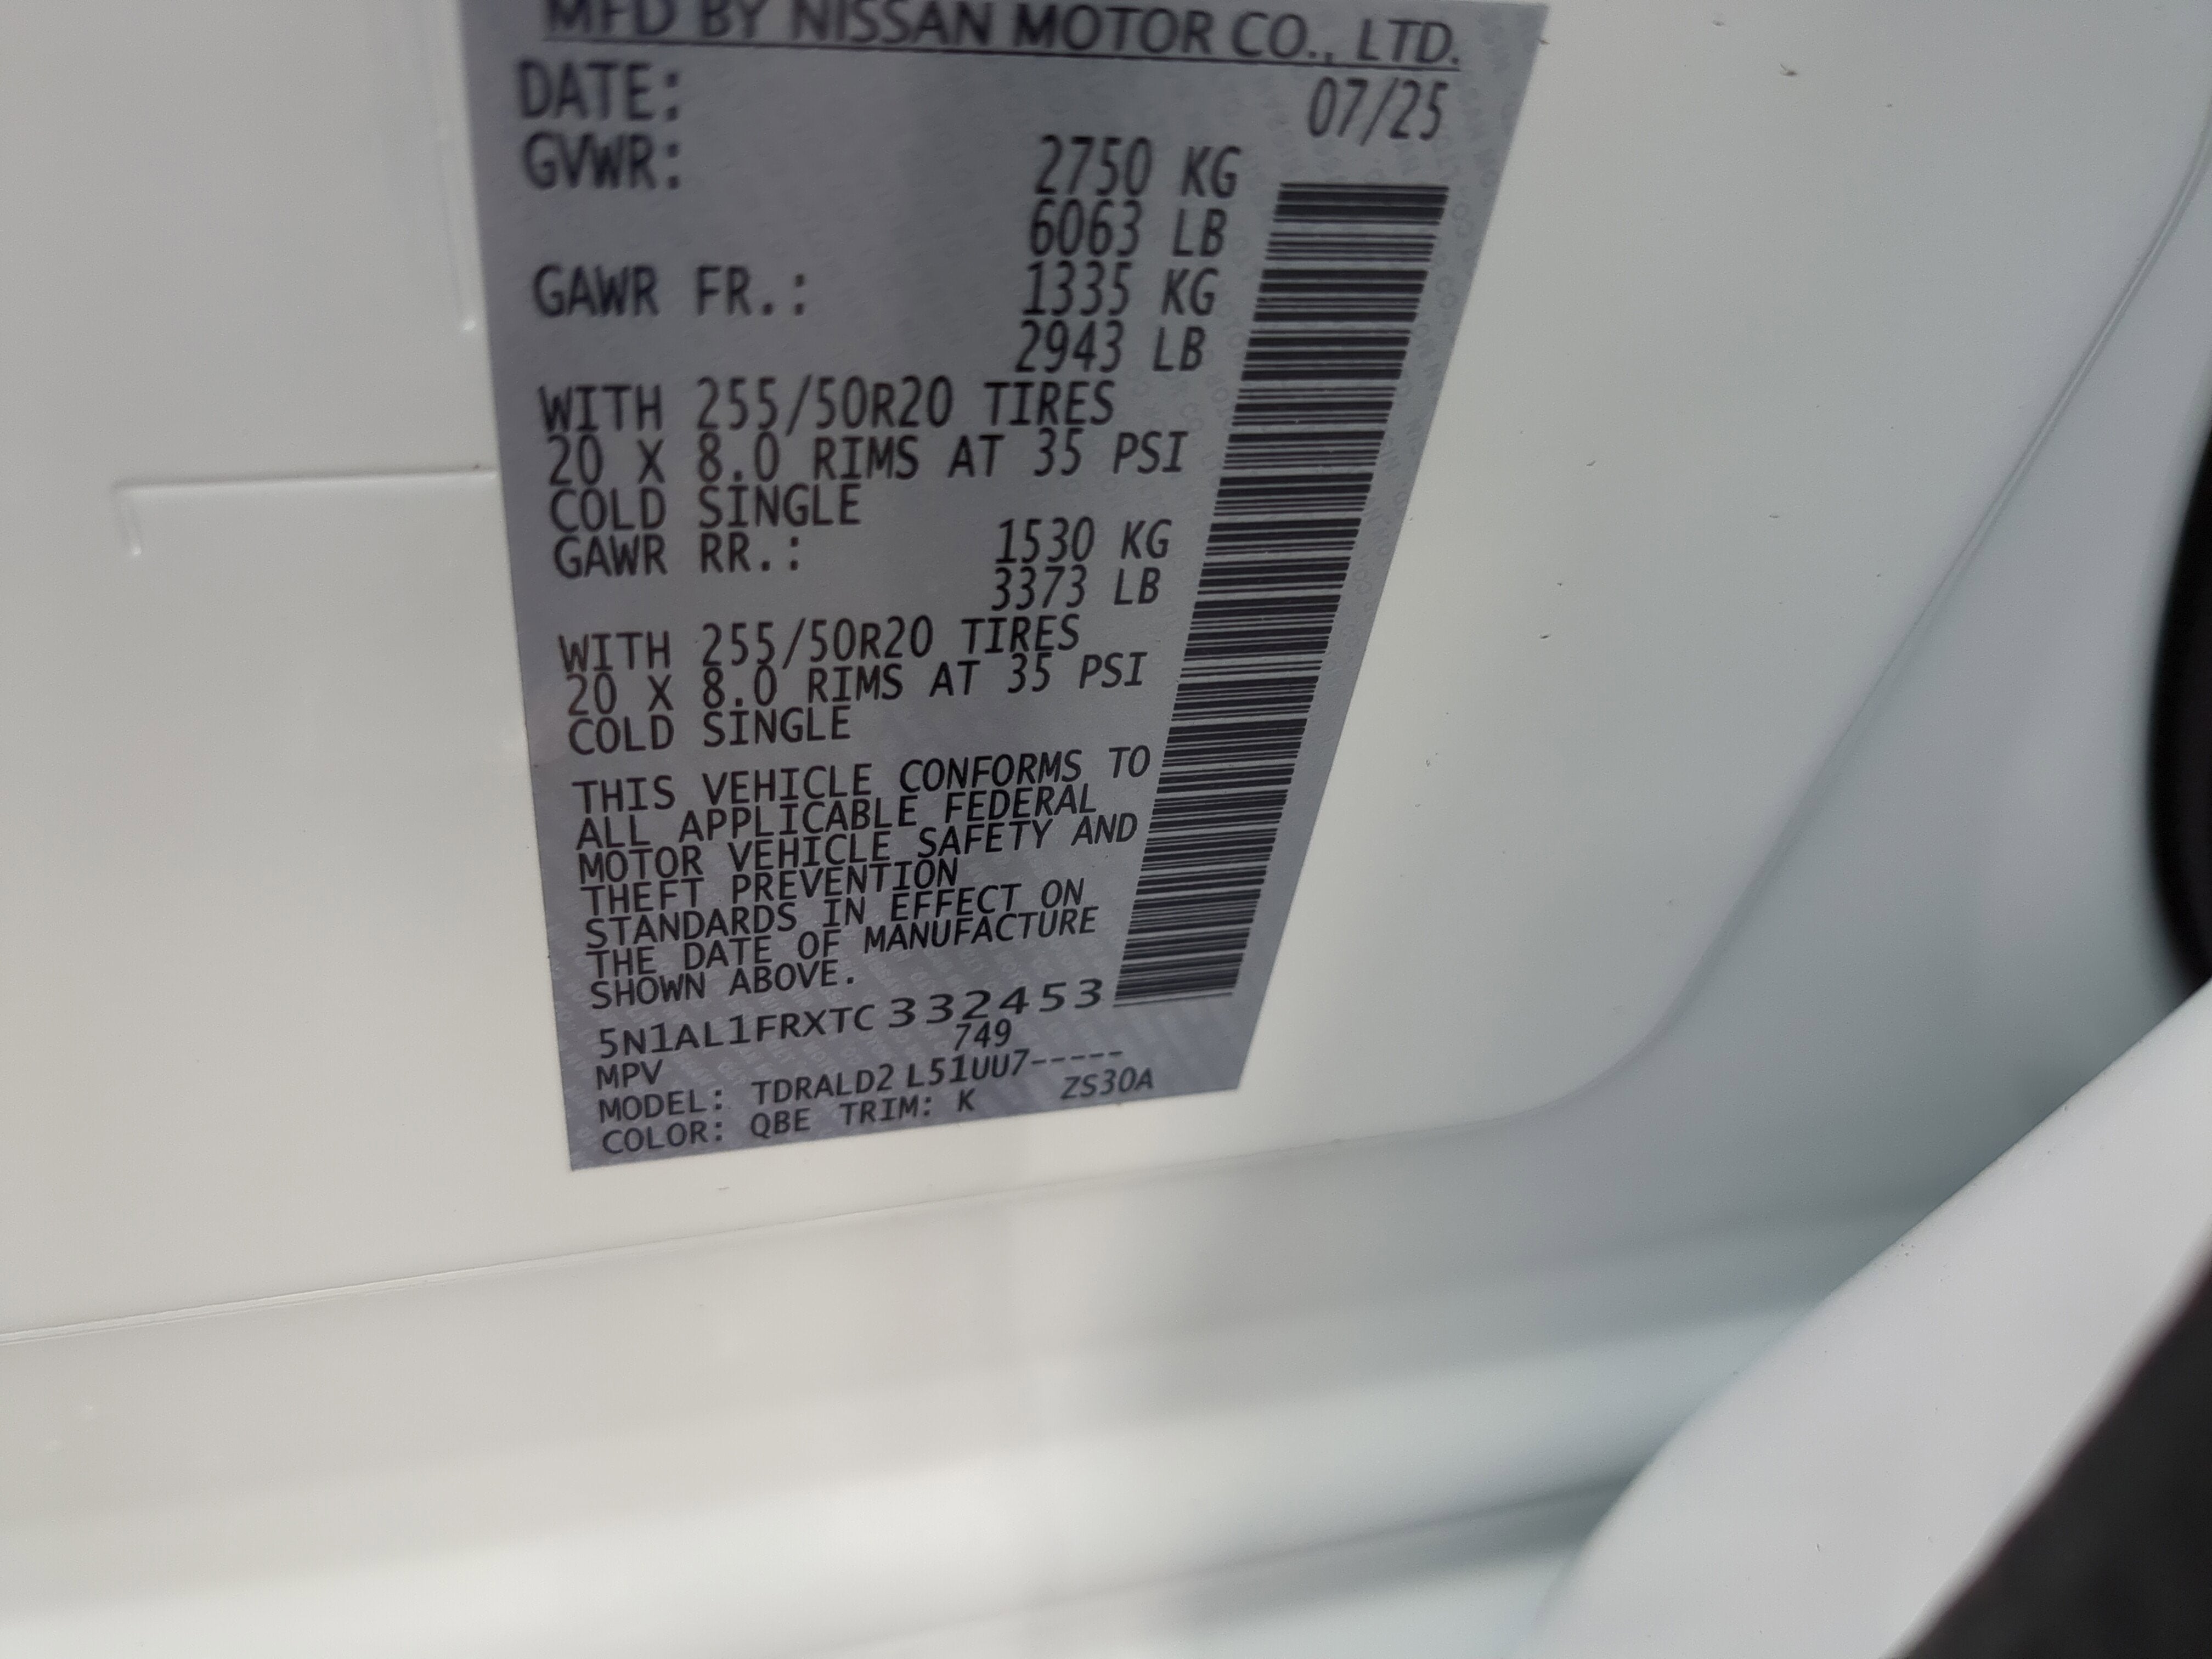 MFD BY NISSAN MOTOR CO., LTD.
DATE: 07/25
GVWR: 2750 KG
6063 LB
GAWR FR.: 1335 KG
2943 LB
WITH 255/50R20 TIRES
20 X 8.0 RIMS AT 35 PSI
COLD SINGLE
GAWR RR.: 1530 KG
3373 LB
WITH 255/50R20 TIRES
20 X 8.0 RIMS AT 35 PSI
COLD SINGLE
THIS VEHICLE CONFORMS TO
ALL APPLICABLE FEDERAL
MOTOR VEHICLE SAFETY AND
THEFT PREVENTION
STANDARDS IN EFFECT ON
THE DATE OF MANUFACTURE
SHOWN ABOVE.
5N1AL1FRXTC332453
MPV 749
MODEL: TDRALD2 L51UU7-----
COLOR: QBE TRIM: K ZS30A